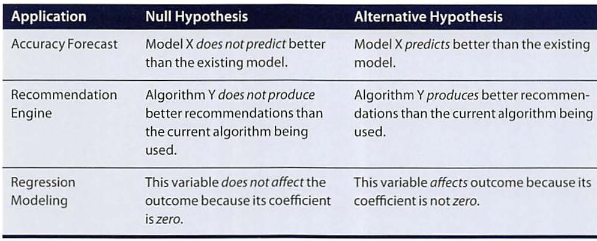 Application Null Hypothesis Alternative Hypothesis
Accuracy Forecast Model X does not predict better Model X predicts better than the existing
than the existing model. model.
Recommendation Algorithm Y does not produce Algorithm Y produces better recommen-
Engine better recommendations than dations than the current algorithm being
the current algorithm being used.
used.
Regression This variable does not affect the This variable affects outcome because its
Modeling outcome because its coefficient coefficient is not zero.
is zero.